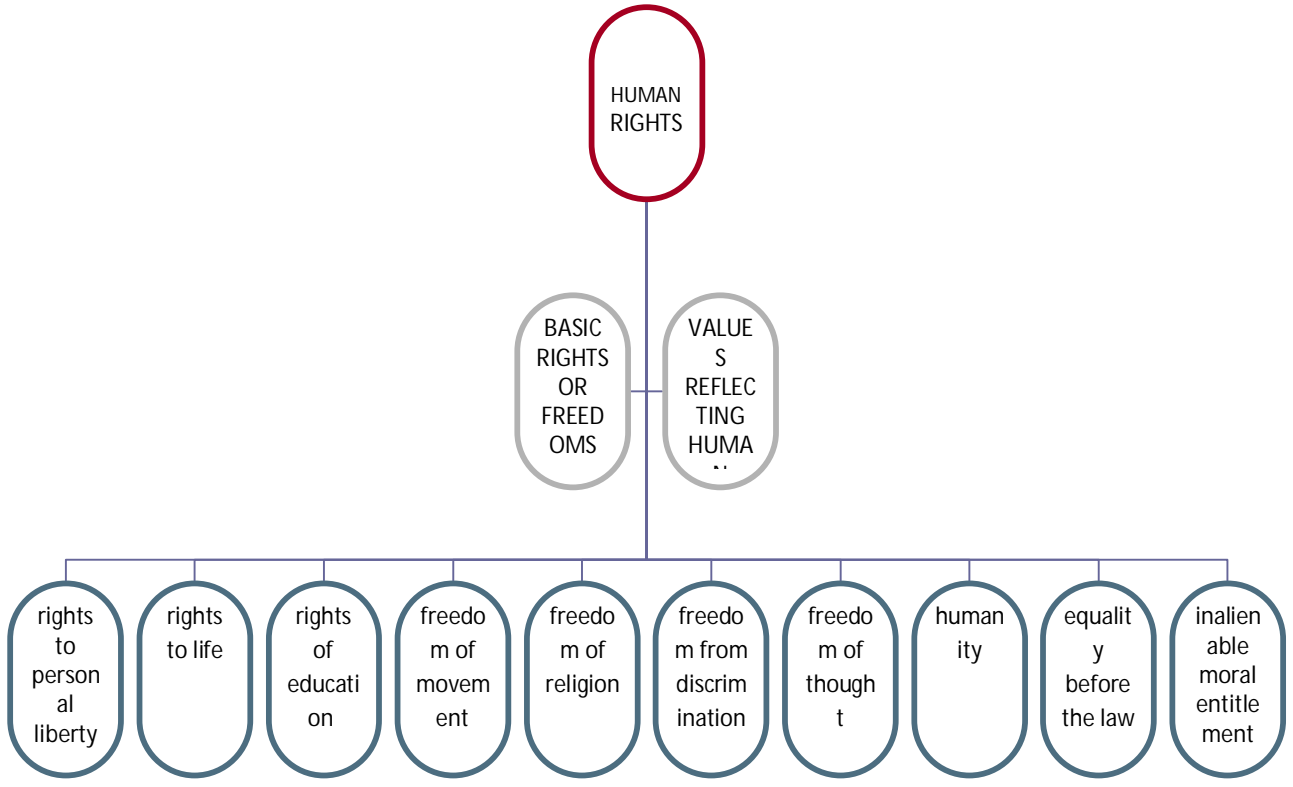 HUMAN
RIGHTS
BASIC
RIGHTS
OR
FREED
OMS
VALUE
S
REFLEC
TING
HUMA
rights
to
person
al
liberty
rights
to life
rights
of
educati
on
freedo
m of
movem
ent
freedo
m of
religion
freedo
m from
discrim
ination
freedo
m of
though
t
human
ity
equalit
y
before
the law
inalien
able
moral
entitle
ment